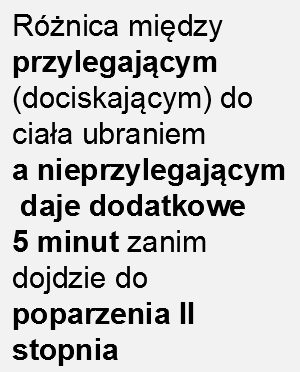 Różnica między
przylegającym
(dociskającym) do
ciała ubraniem
a nieprzylegającym
daje dodatkowe
5 minut zanim
dojdzie do
poparzenia II
stopnia